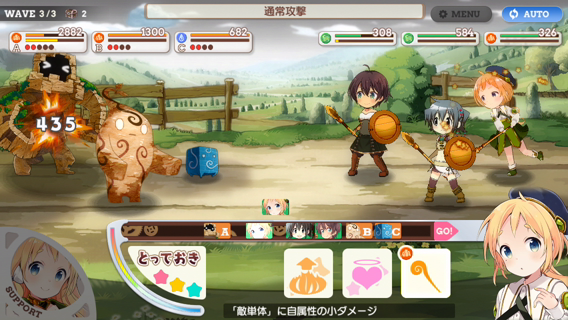 WAVE 3/3
2
通常攻撃
MENU
AUTO
2882
A
1300
B
682
C
308
584
326
435
A
B
C
GO!
とっておき
SUPPORT
「敵単体」に自属性の小ダメージ